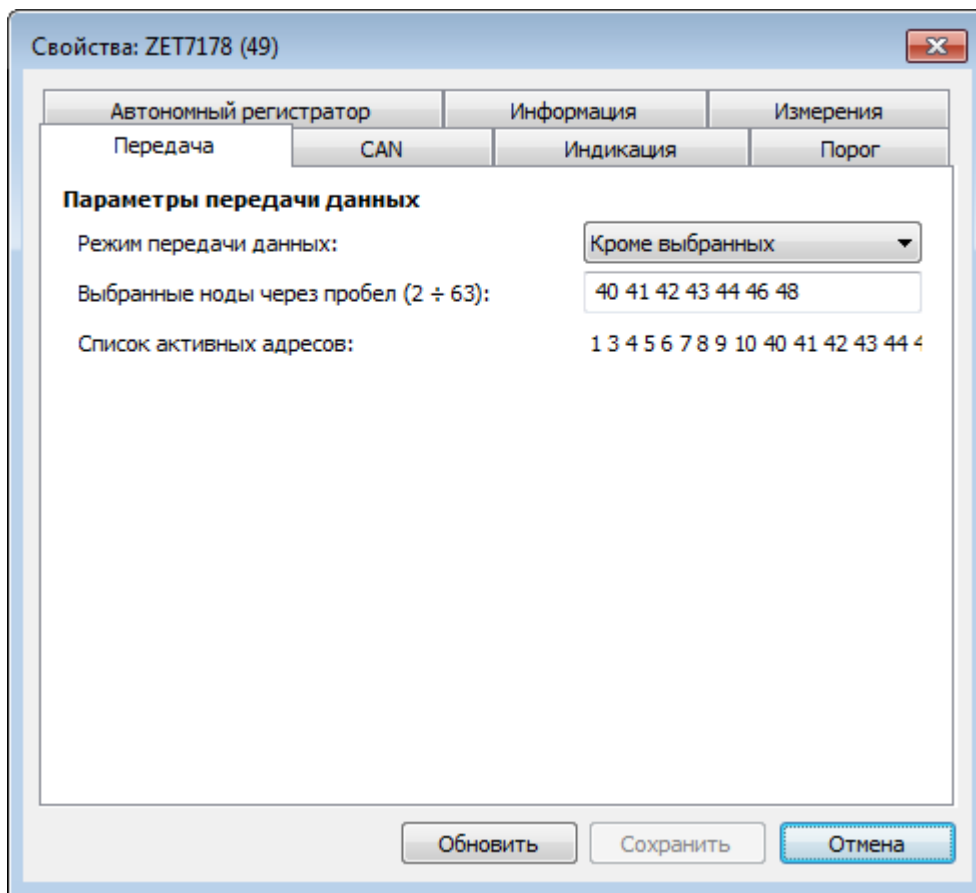 Свойства: ZET7178 (49)
Автономный регистратор Информация Измерения
Передача CAN Индикация Порог
Параметры передачи данных
Режим передачи данных: Кроме выбранных
Выбранные ноды через пробел (2 ÷ 63): 40 41 42 43 44 46 48
Список активных адресов: 1 3 4 5 6 7 8 9 10 40 41 42 43 44 4
Обновить Сохранить Отмена